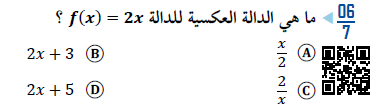 06/7 ما هي الدالة العكسية للدالة f(x) = 2x ؟
A x/2
B 2x + 3
C 2/x
D 2x + 5